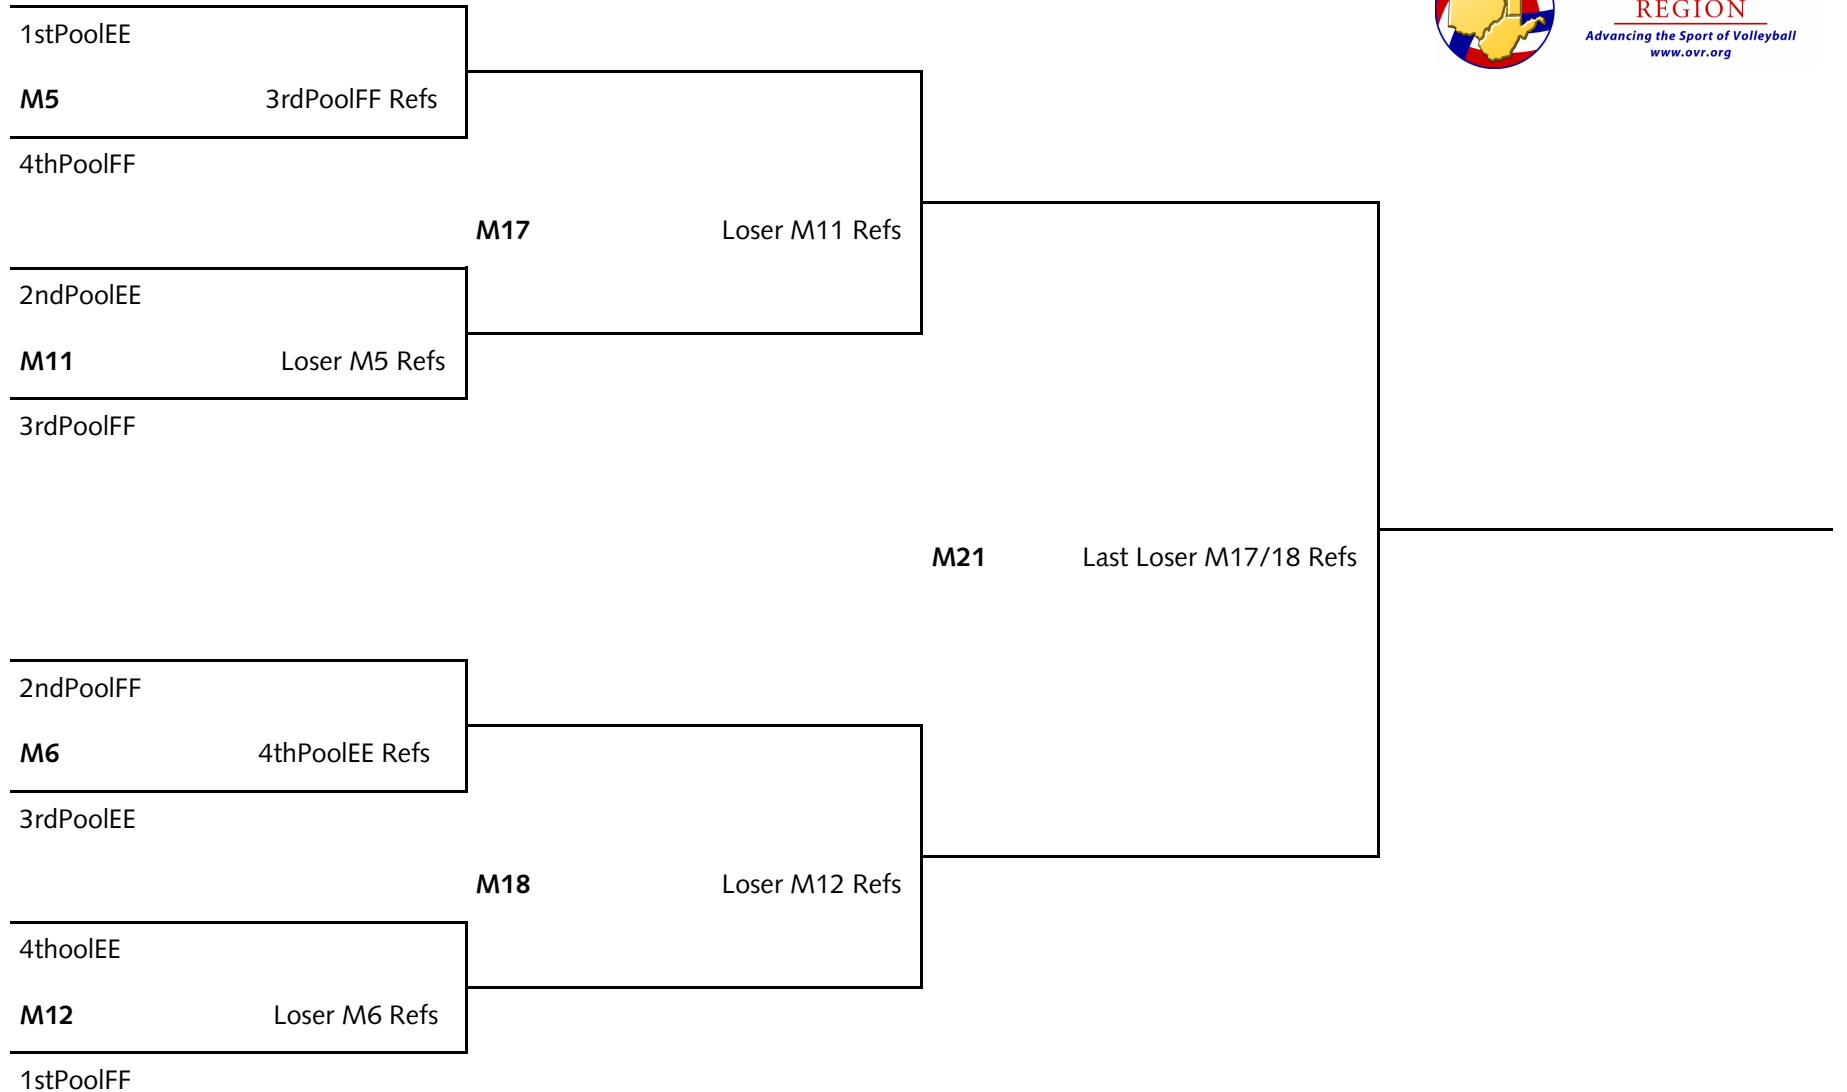 REGION
Advancing the Sport of Volleyball
www.ovr.org
1stPoolEE
M5 3rdPoolFF Refs
4thPoolFF
M17 Loser M11 Refs
2ndPoolEE
M11 Loser M5 Refs
3rdPoolFF
M21 Last Loser M17/18 Refs
2ndPoolFF
M6 4thPoolEE Refs
3rdPoolEE
M18 Loser M12 Refs
4thoolEE
M12 Loser M6 Refs
1stPoolFF